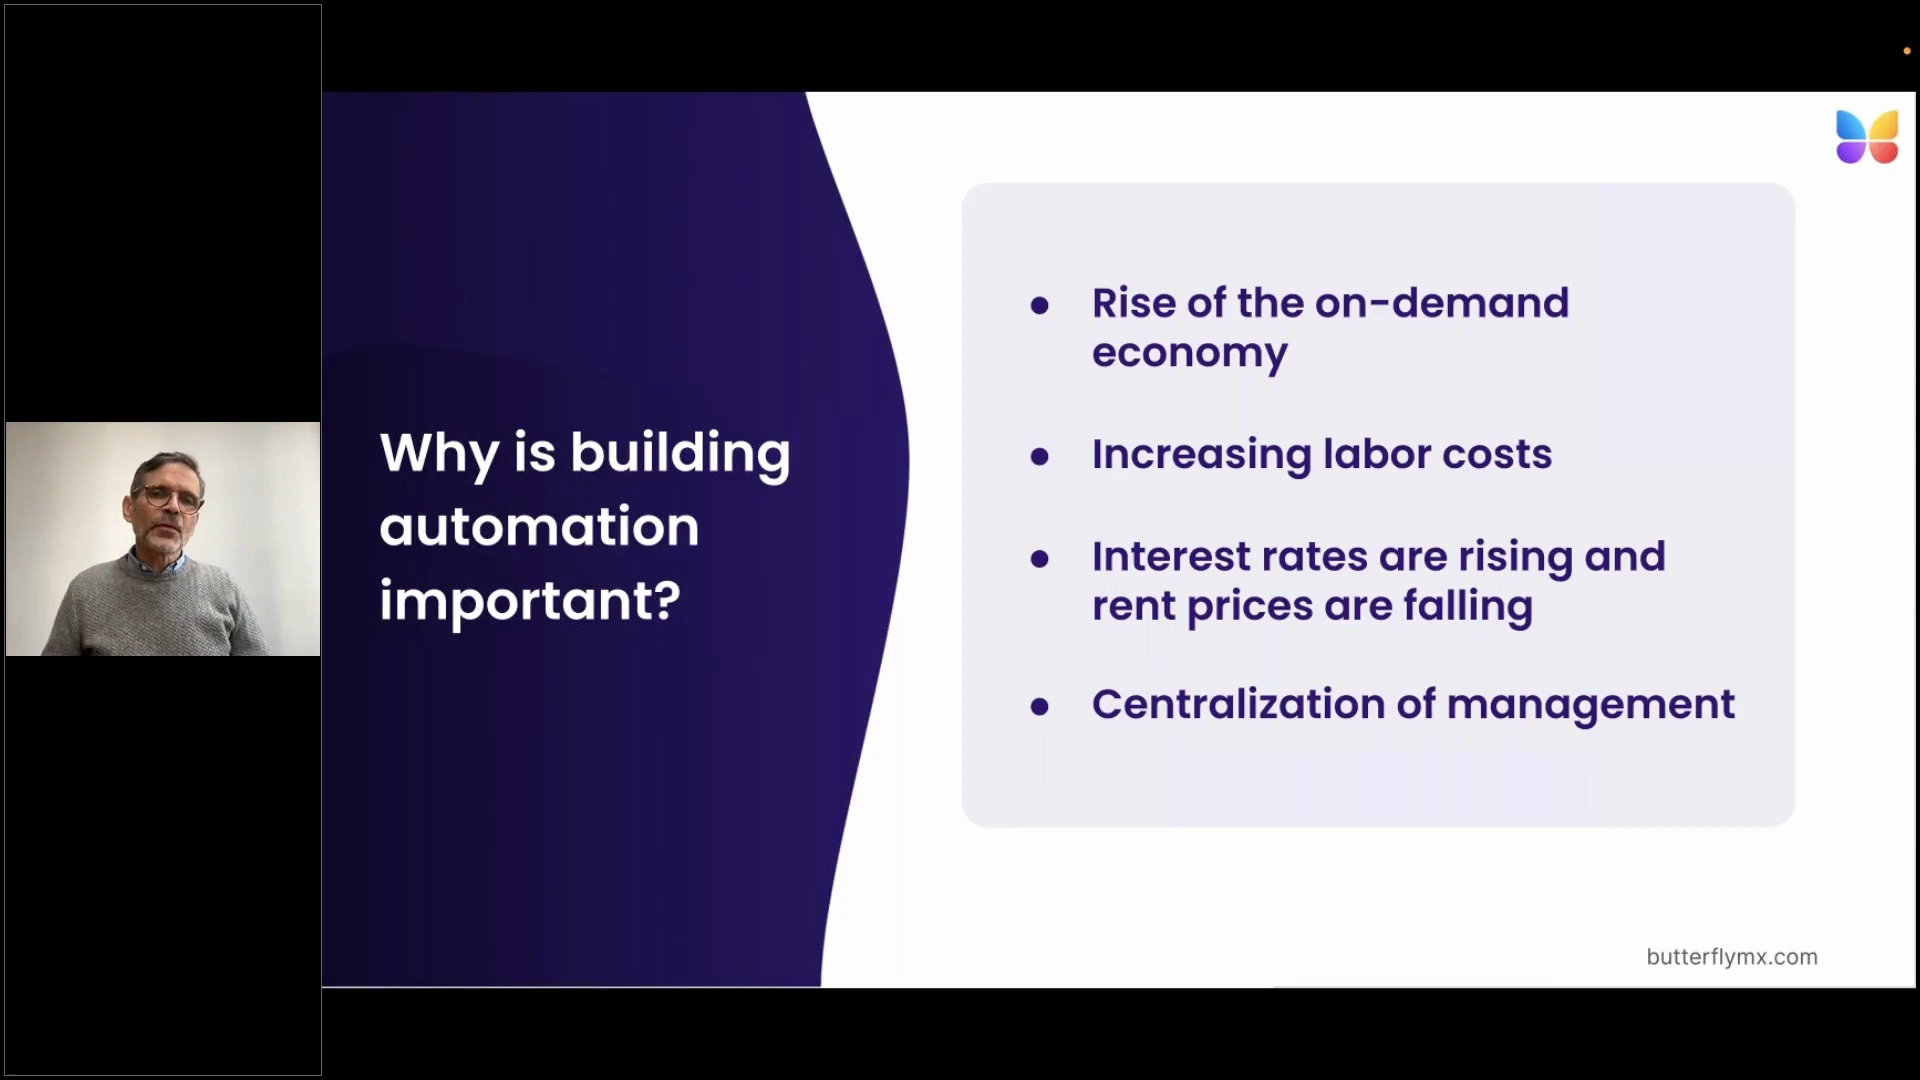 Why is building
automation
important?
● Rise of the on-demand
economy
● Increasing labor costs
● Interest rates are rising and
rent prices are falling
● Centralization of management
butterflymx.com